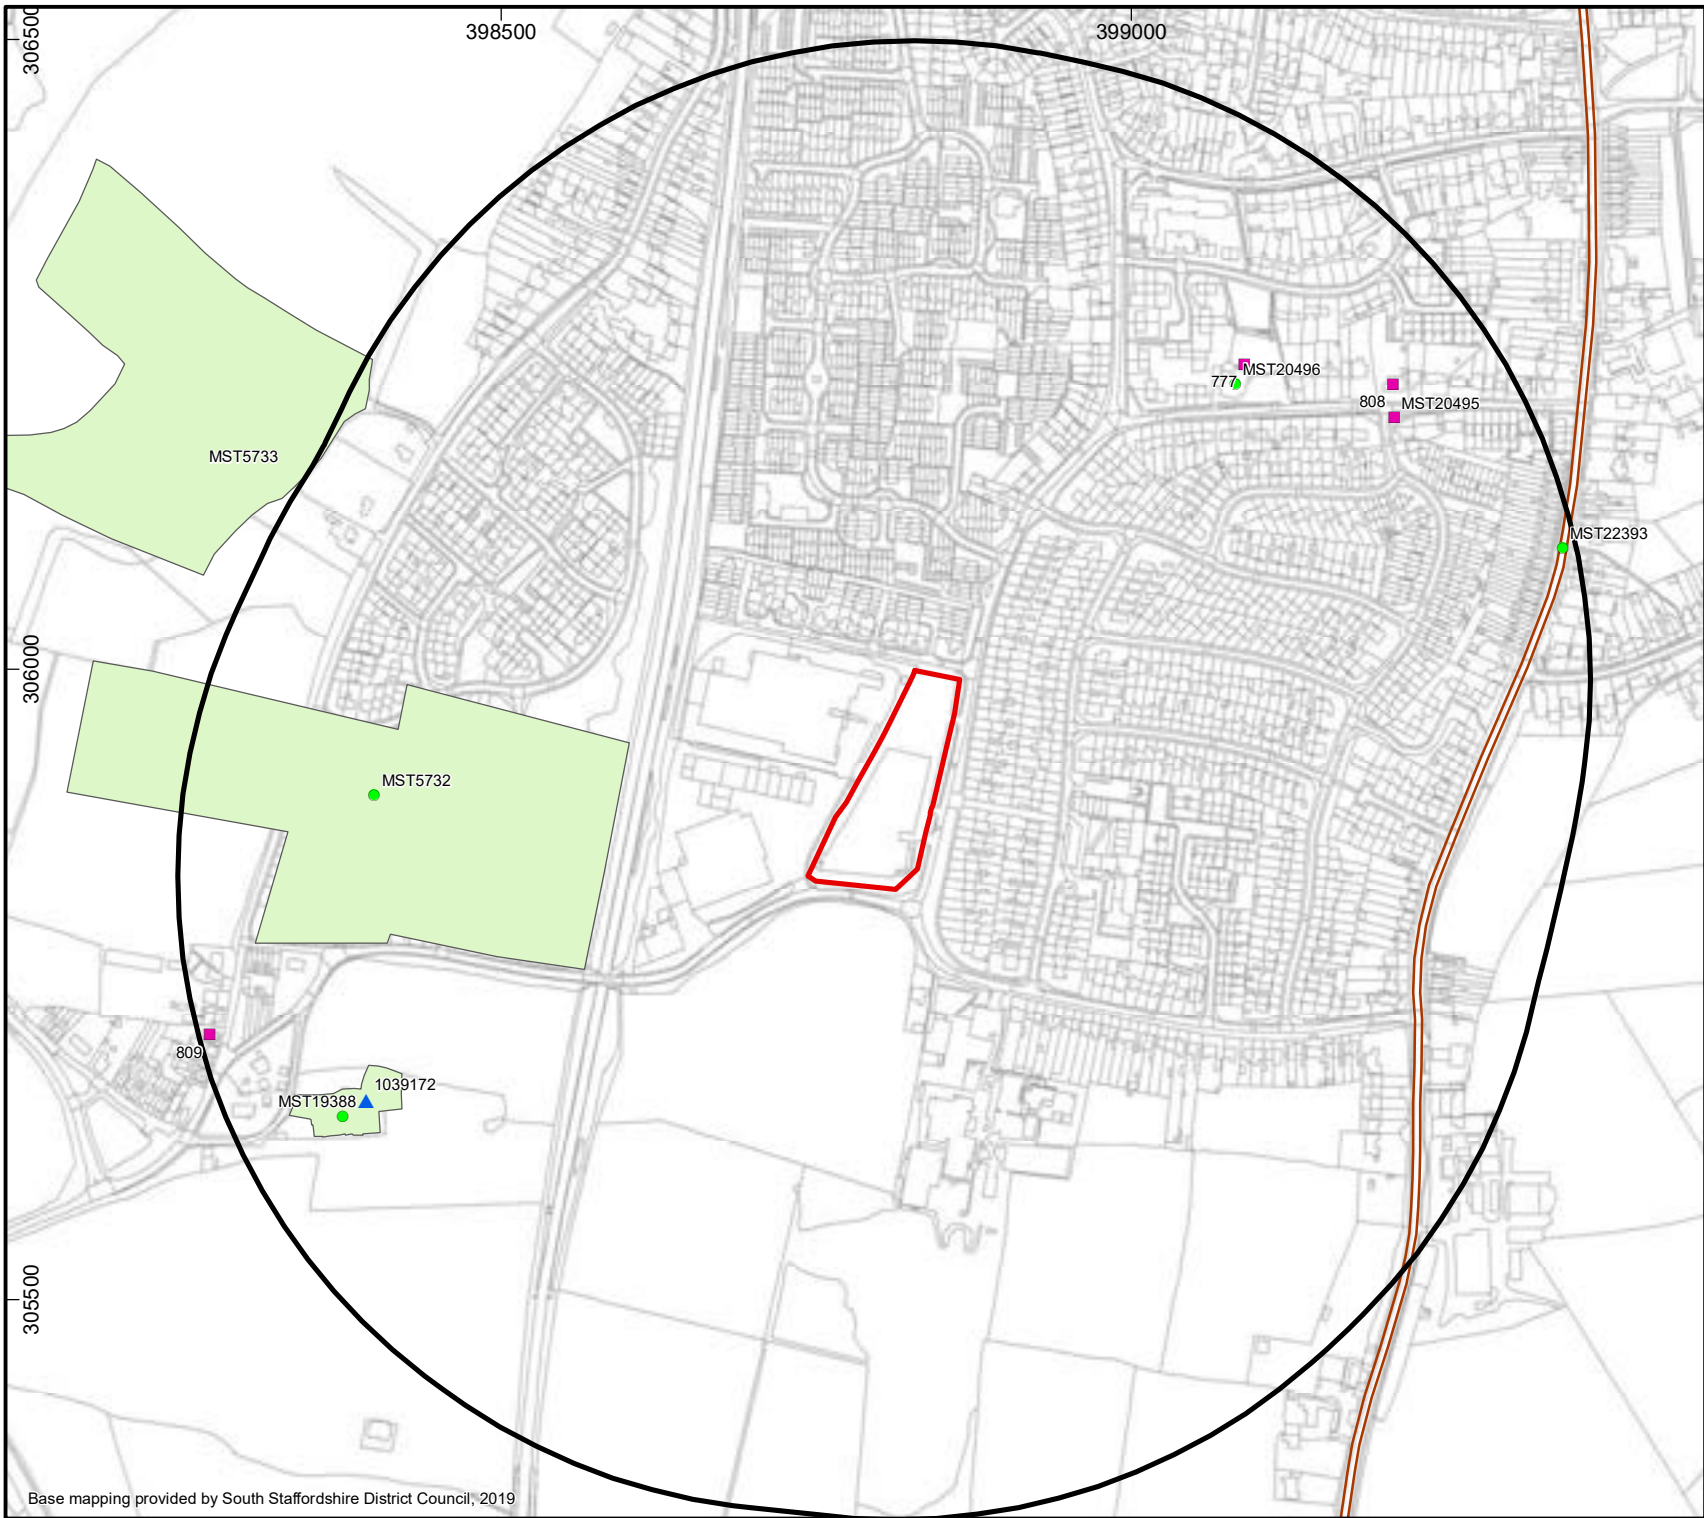 398500
399000
306500
MST20496
777
808
MST20495
MST5733
MST22393
306000
MST5732
809
1039172
MST19388
305500
Base mapping provided by South Staffordshire District Council, 2019